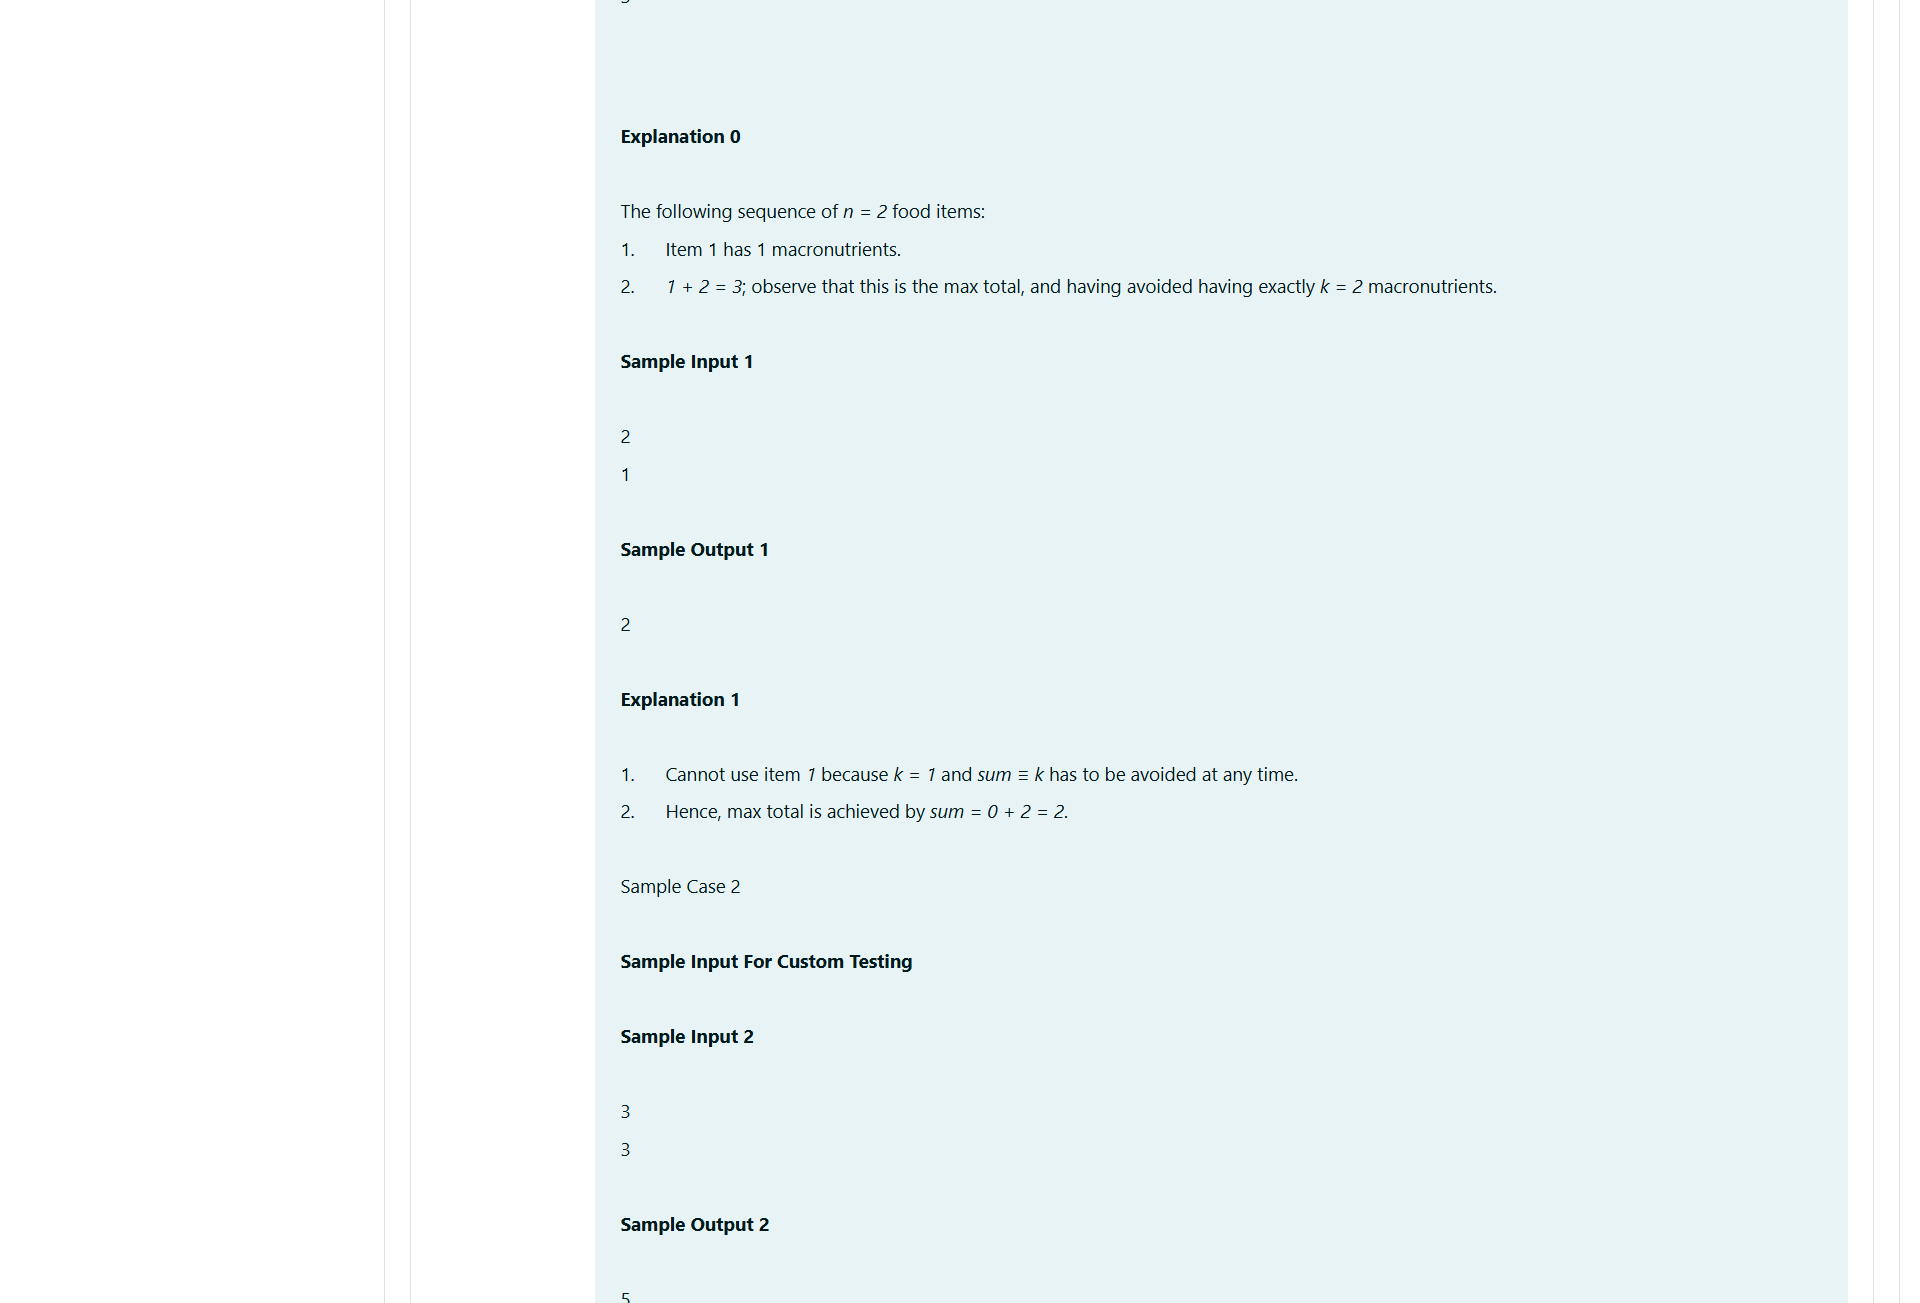 Explanation 0
The following sequence of n = 2 food items:
1. Item 1 has 1 macronutrients.
2. 1 + 2 = 3; observe that this is the max total, and having avoided having exactly k = 2 macronutrients.
Sample Input 1
2
1
Sample Output 1
2
Explanation 1
1. Cannot use item 1 because k = 1 and sum ≡ k has to be avoided at any time.
2. Hence, max total is achieved by sum = 0 + 2 = 2.
Sample Case 2
Sample Input For Custom Testing
Sample Input 2
3
3
Sample Output 2
5